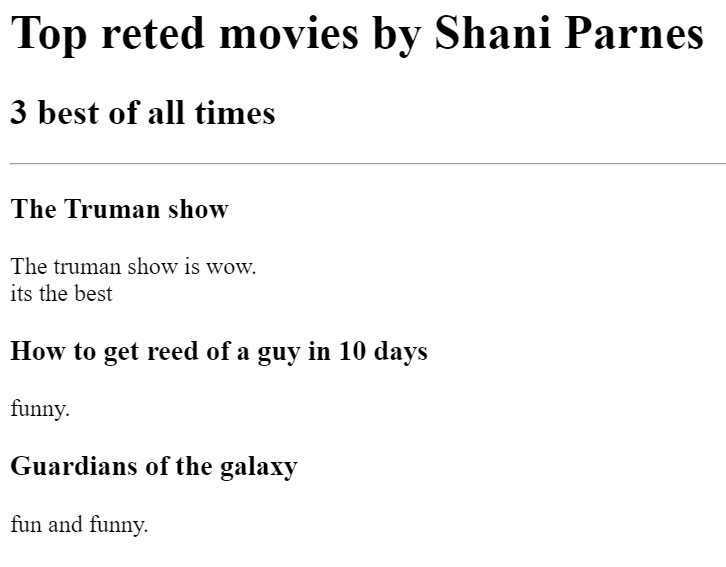 Top reted movies by Shani Parnes
3 best of all times
The Truman show
The truman show is wow.
its the best
How to get reed of a guy in 10 days
funny.
Guardians of the galaxy
fun and funny.